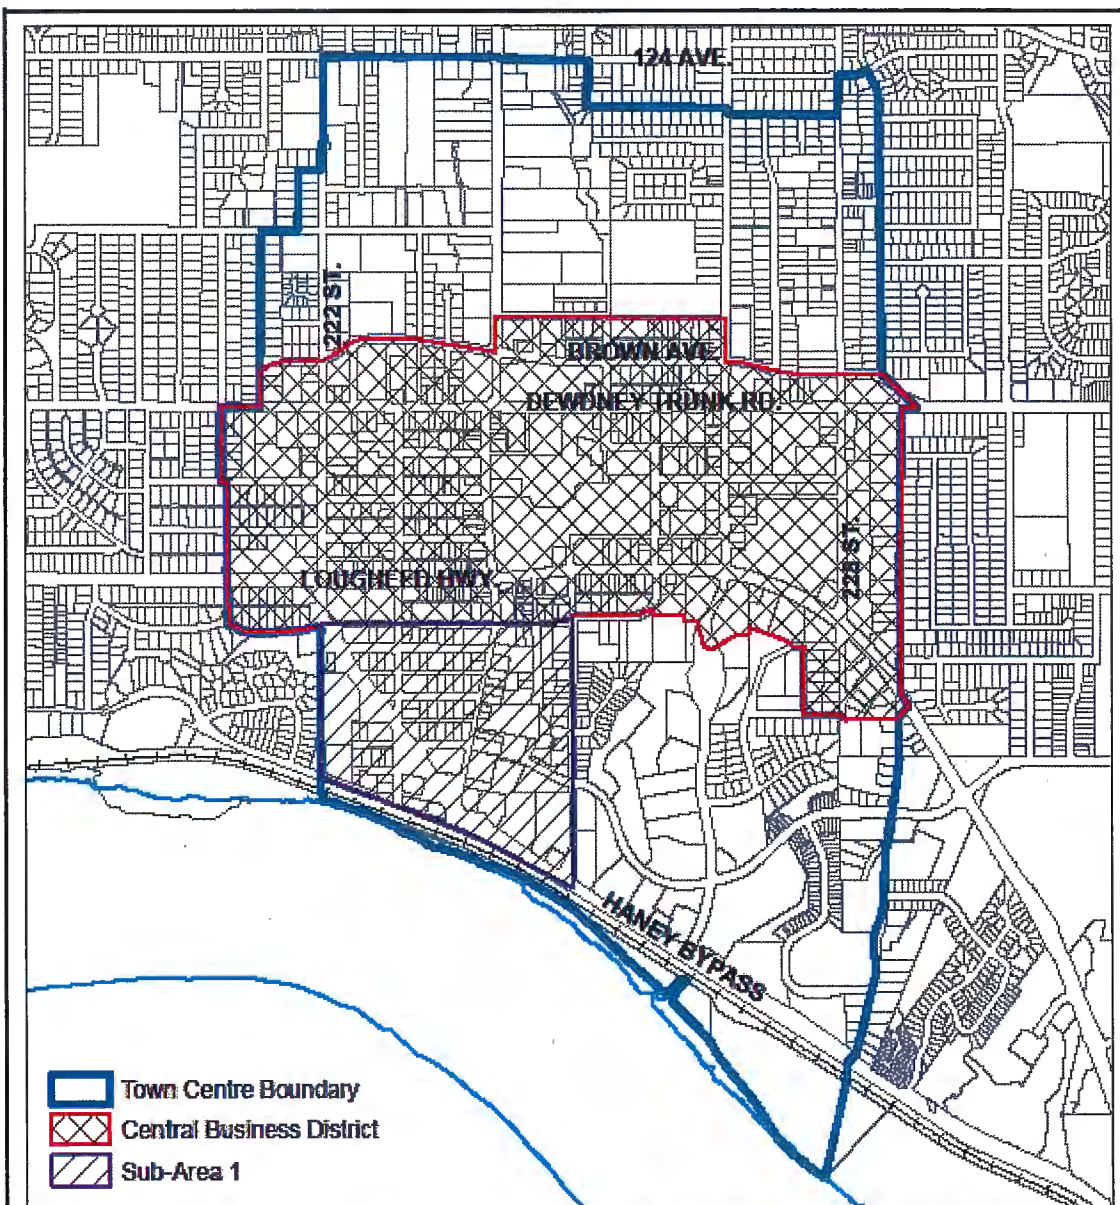 124 AVE.
222 ST.
BROWN AVE.
DEWDNEY TRUNK RD.
228 ST.
LOUGHEED HWY.
HANEY BYPASS
Town Centre Boundary
Central Business District
Sub-Area 1